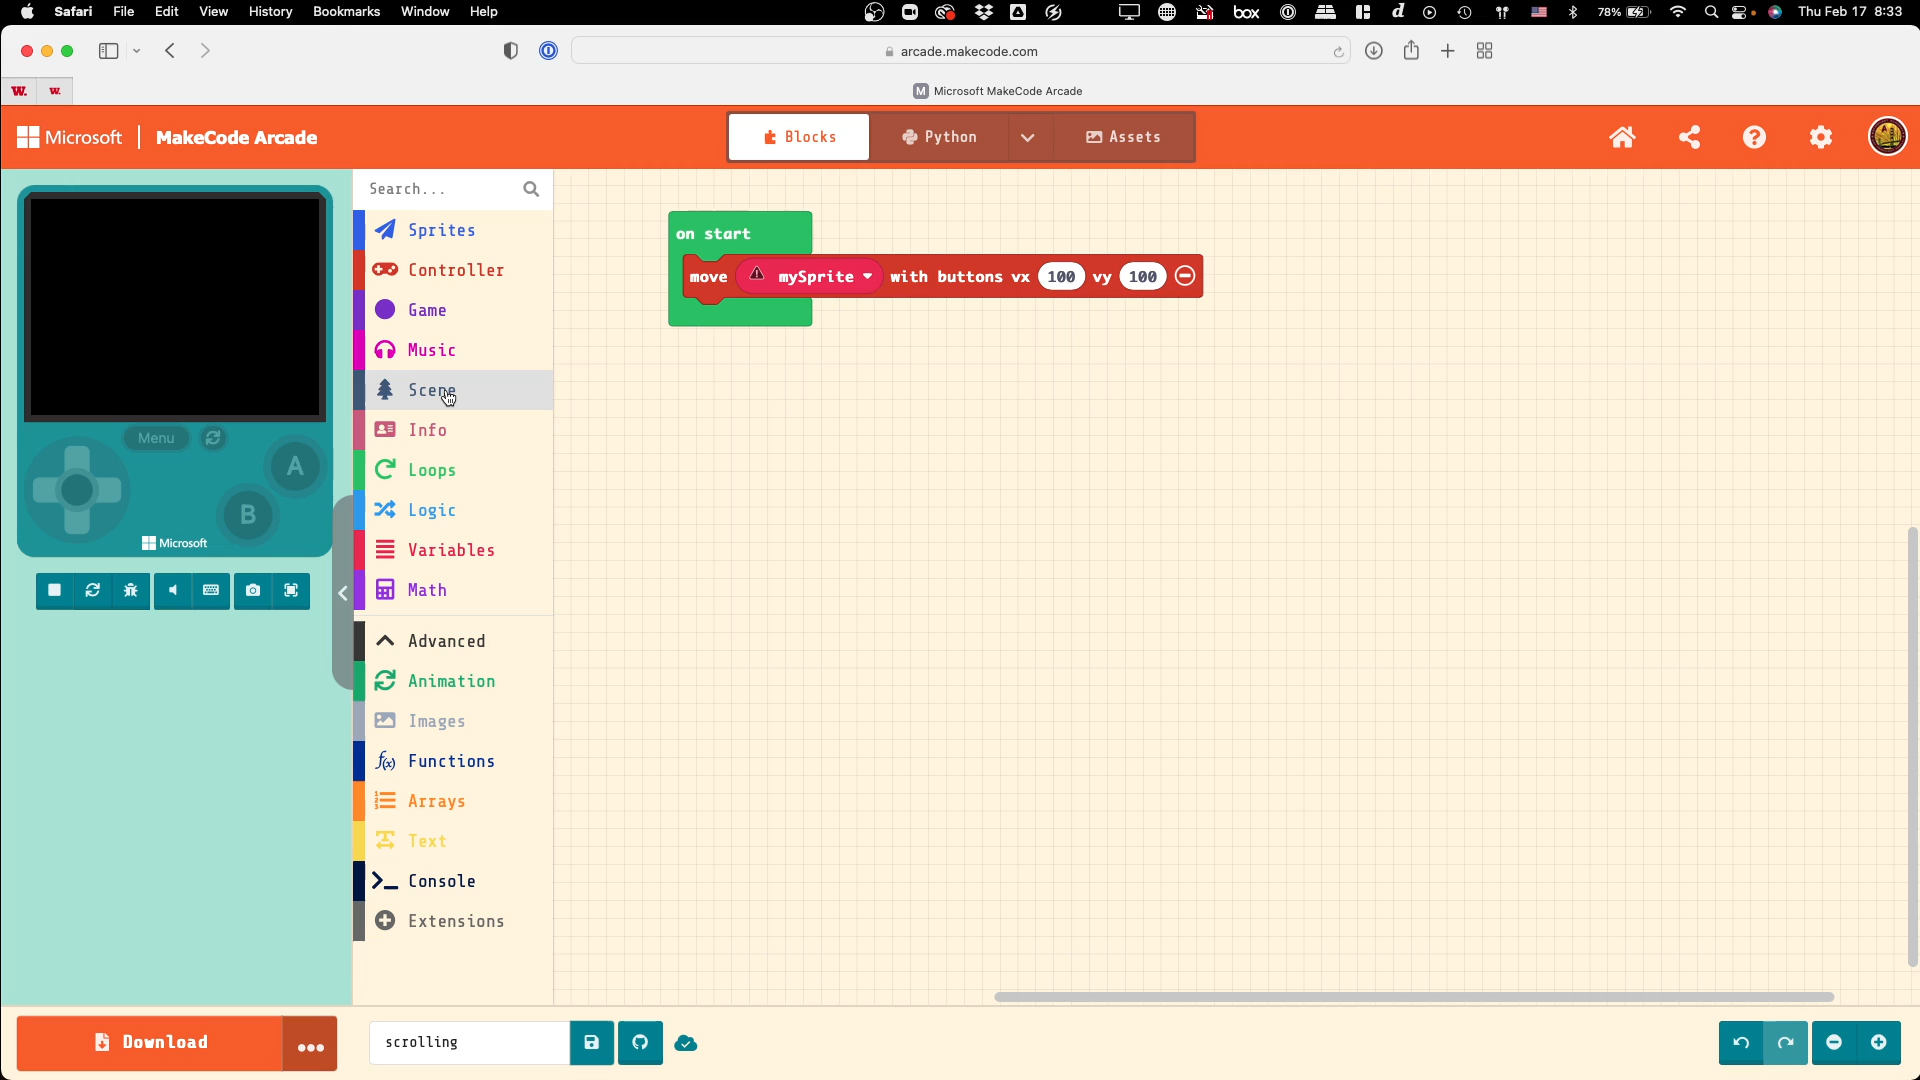 Safari File Edit View History Bookmarks Window Help box d 78% Thu Feb 17 8:33
arcade.makecode.com
W. W. M Microsoft MakeCode Arcade
Microsoft | MakeCode Arcade Blocks Python Assets
Search...
Sprites
Controller
Game
Music
Scene
Info
Loops
Logic
Variables
Math
Advanced
Animation
Images
Functions
Arrays
Text
Console
Extensions
on start
move mySprite with buttons vx 100 vy 100
Menu
A
B
Microsoft
Download
scrolling